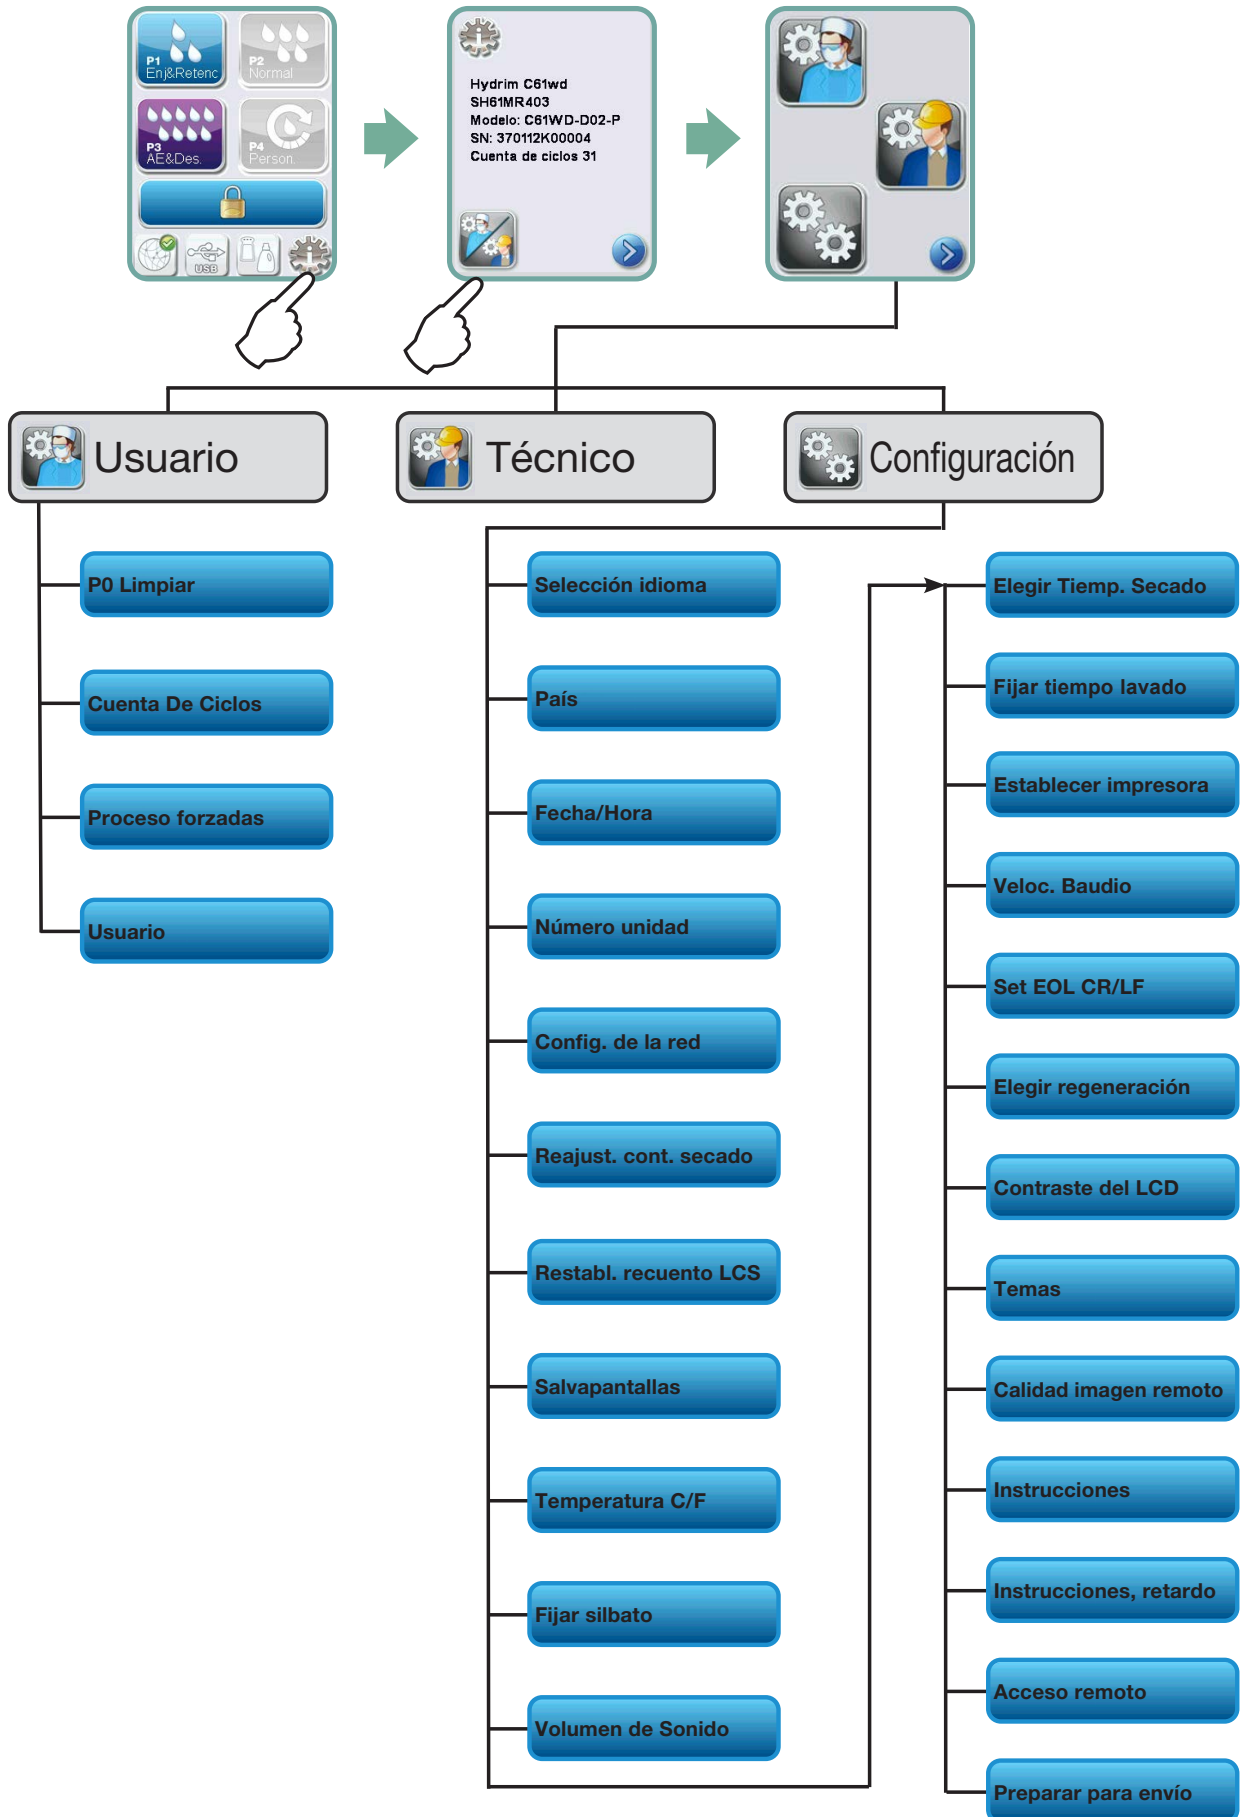 P1
Enj&Retenc
P2
Normal
P3
AE&Des.
P4
Person.
USB
Hydrim C61wd
SH61MR403
Modelo: C61WD-D02-P
SN: 370112K00004
Cuenta de ciclos 31
Usuario
Técnico
Configuración
P0 Limpiar
Cuenta De Ciclos
Proceso forzadas
Usuario
Selección idioma
País
Fecha/Hora
Número unidad
Config. de la red
Reajust. cont. secado
Restabl. recuento LCS
Salvapantallas
Temperatura C/F
Fijar silbato
Volumen de Sonido
Elegir Tiemp. Secado
Fijar tiempo lavado
Establecer impresora
Veloc. Baudio
Set EOL CR/LF
Elegir regeneración
Contraste del LCD
Temas
Calidad imagen remoto
Instrucciones
Instrucciones, retardo
Acceso remoto
Preparar para envío